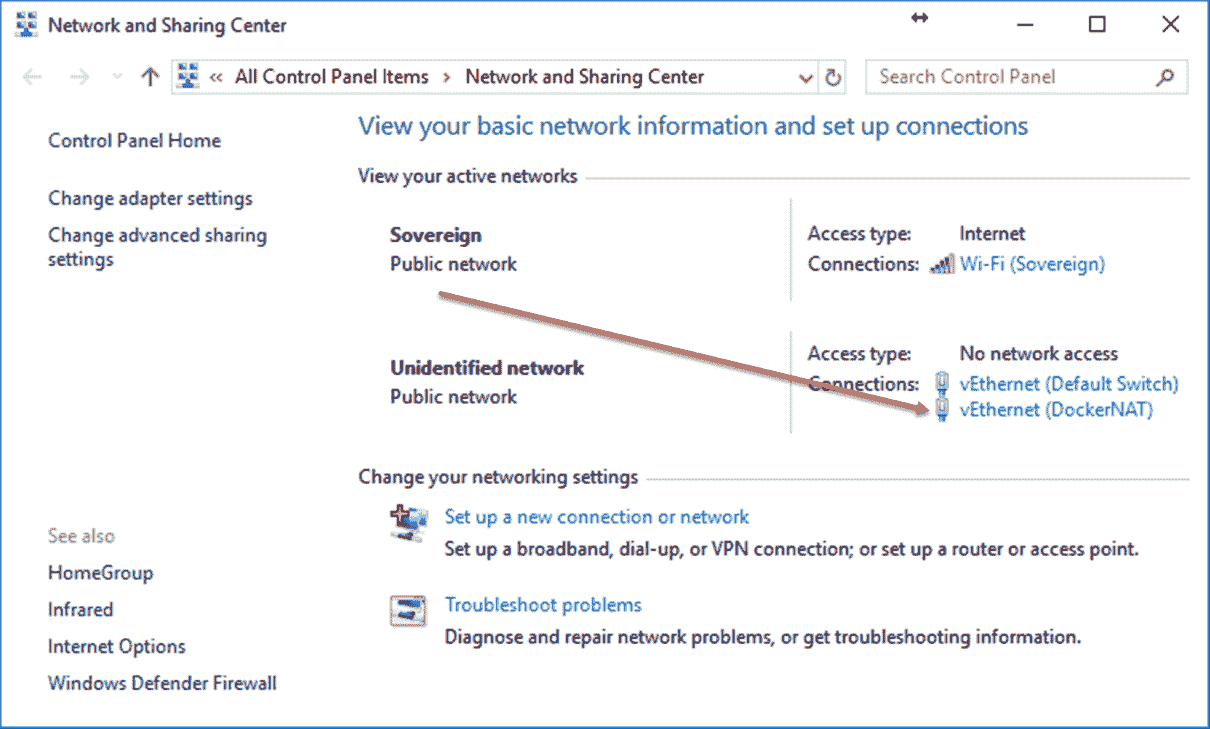 Network and Sharing Center
« All Control Panel Items › Network and Sharing Center
Search Control Panel
Control Panel Home
Change adapter settings
Change advanced sharing
settings
View your basic network information and set up connections
View your active networks
Sovereign
Public network
Access type: Internet
Connections: Wi-Fi (Sovereign)
Unidentified network
Public network
Access type: No network access
Connections: vEthernet (Default Switch)
vEthernet (DockerNAT)
Change your networking settings
Set up a new connection or network
Set up a broadband, dial-up, or VPN connection; or set up a router or access point.
Troubleshoot problems
Diagnose and repair network problems, or get troubleshooting information.
See also
HomeGroup
Infrared
Internet Options
Windows Defender Firewall